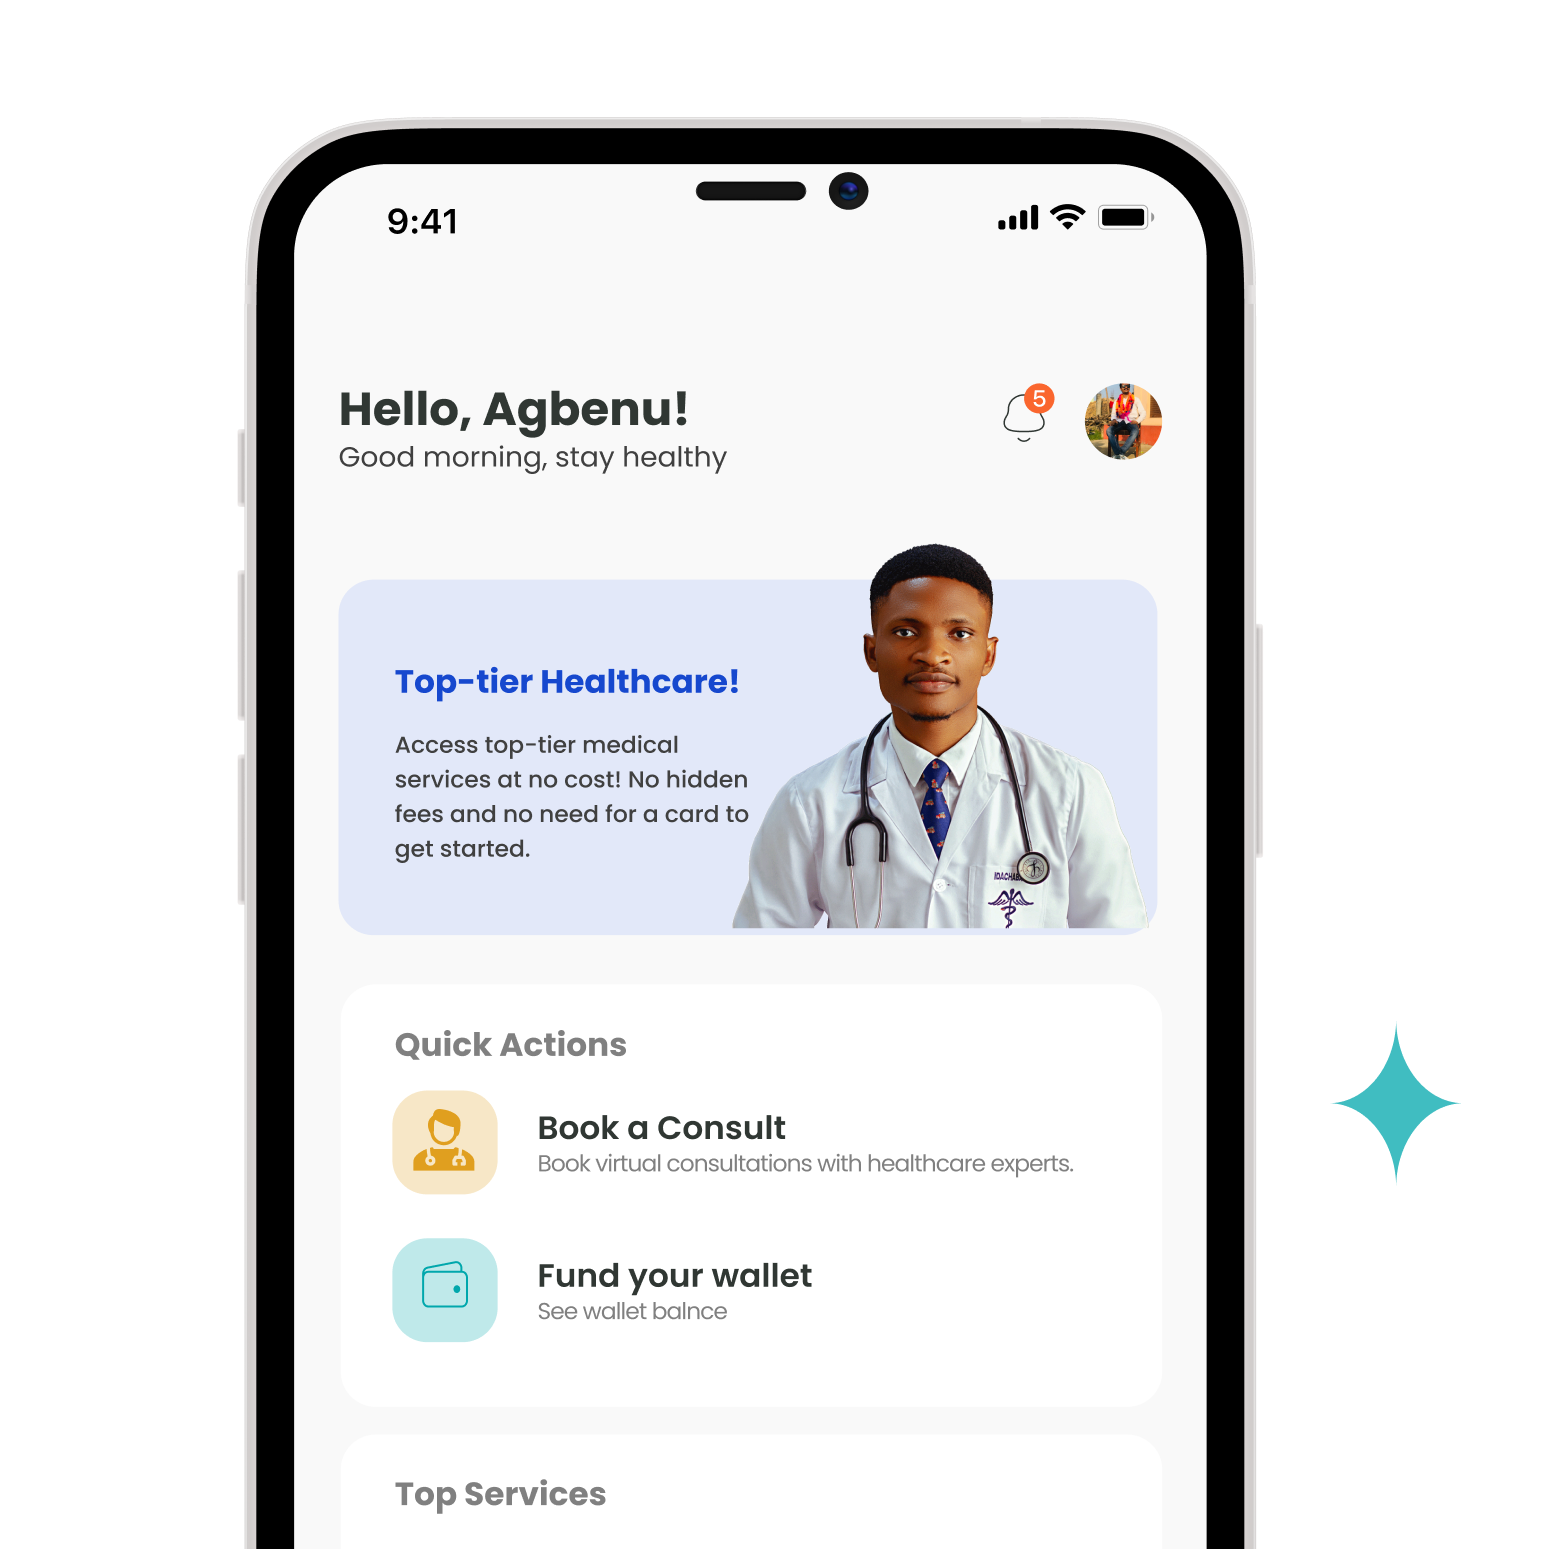 9:41
Hello, Agbenu!
5
Good morning, stay healthy
Top-tier Healthcare!
Access top-tier medical
services at no cost! No hidden
fees and no need for a card to
get started.
Quick Actions
Book a Consult
Book virtual consultations with healthcare experts.
Fund your wallet
See wallet balnce
Top Services